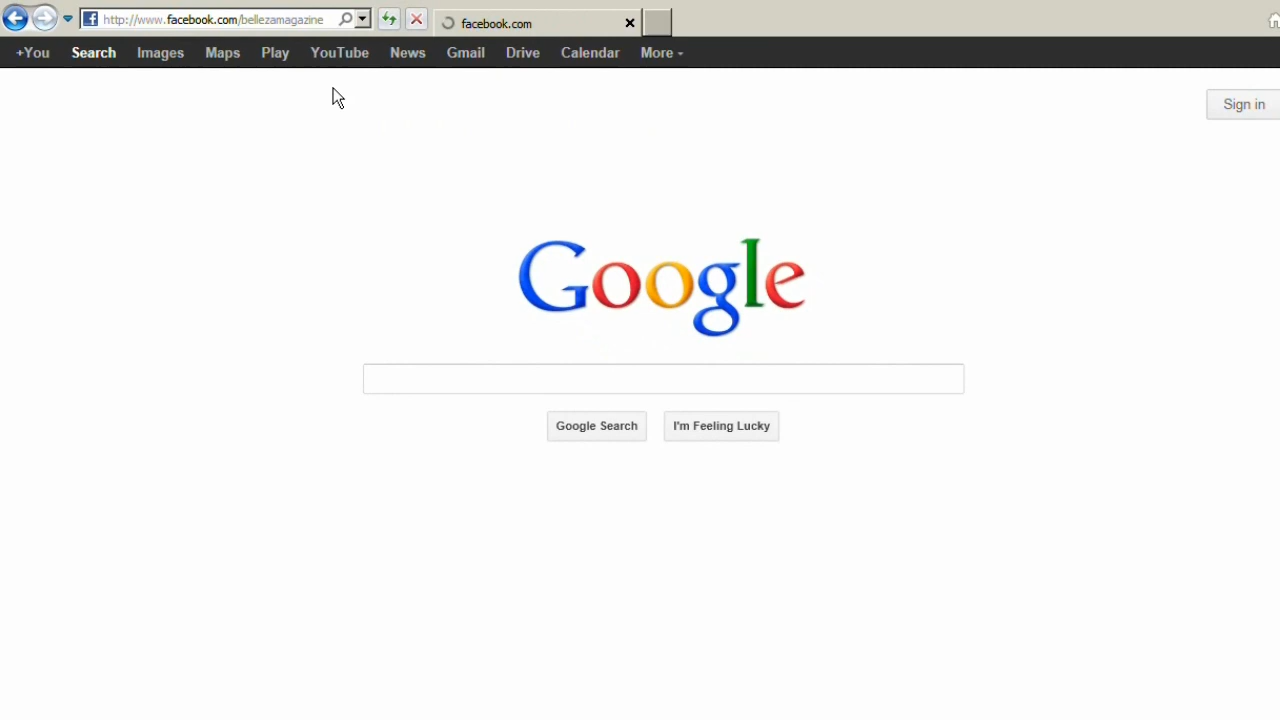 http://www.facebook.com/bellezamagazine
facebook.com
+You Search Images Maps Play YouTube News Gmail Drive Calendar More
Sign in
Google
Google Search I'm Feeling Lucky